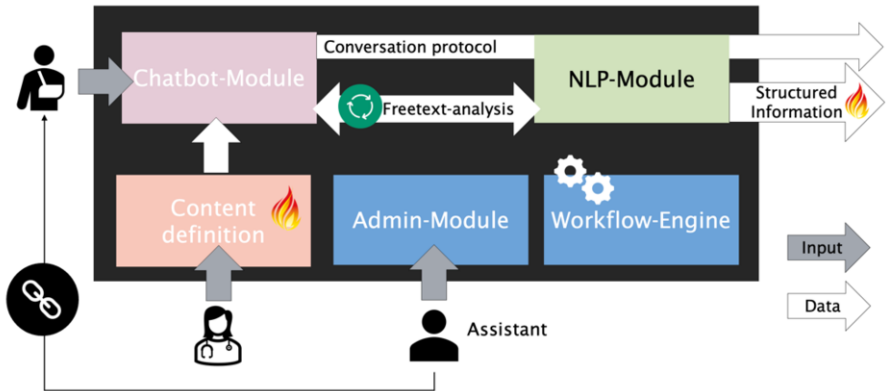 Conversation protocol
Chatbot-Module
NLP-Module
Freetext-analysis
Structured
Information
Content
definition
Admin-Module
Workflow-Engine
Input
Data
Assistant